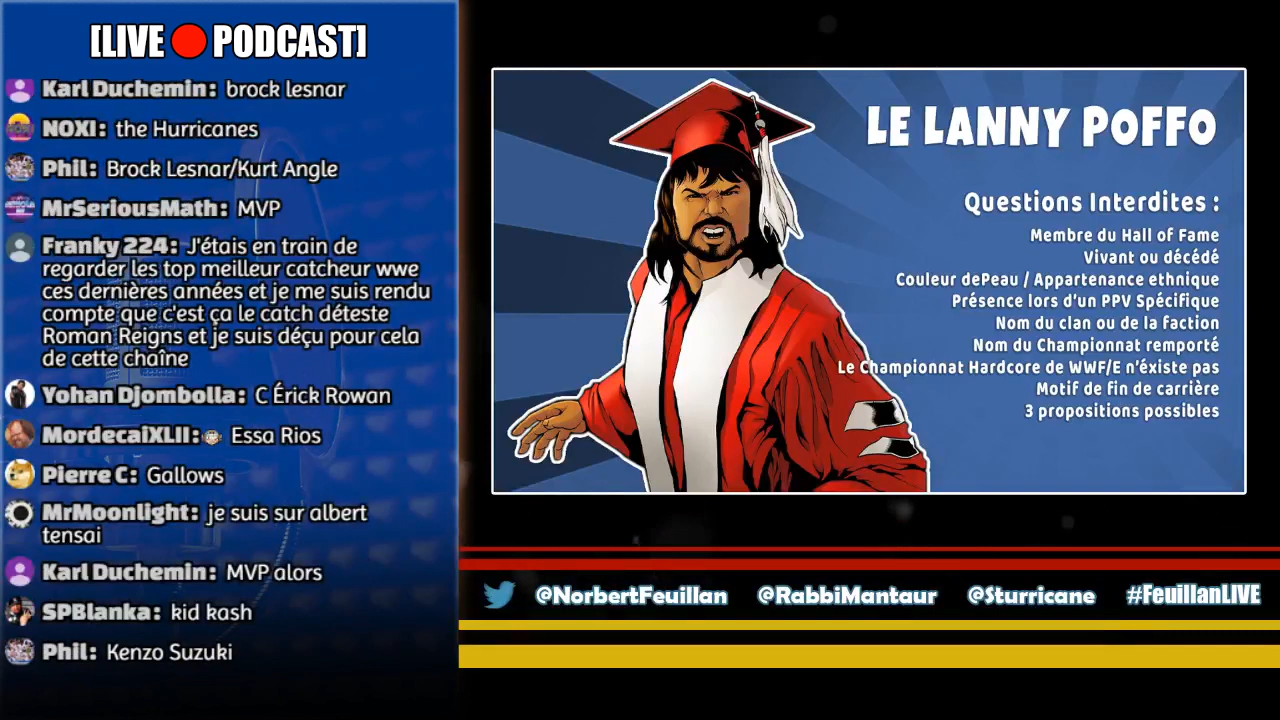 [LIVE PODCAST]
Karl Duchemin: brock lesnar
NOXI: the Hurricanes
Phil: Brock Lesnar/Kurt Angle
MrSeriousMath: MVP
Franky 224: J'étais en train de
regarder les top meilleur catcheur wwe
ces dernières années et je me suis rendu
compte que c'est ça le catch déteste
Roman Reigns et je suis déçu pour cela
de cette chaîne
Yohan Djombolla: C Érick Rowan
MordecaiXLII: Essa Rios
Pierre C: Gallows
MrMoonlight: je suis sur albert
tensai
Karl Duchemin: MVP alors
SPBlanka: kid kash
Phil: Kenzo Suzuki
LE LANNY POFFO
Questions Interdites :
Membre du Hall of Fame
Vivant ou décédé
Couleur dePeau / Appartenance ethnique
Présence lors d'un PPV Spécifique
Nom du clan ou de la faction
Nom du Championnat remporté
Le Championnat Hardcore de WWF/E n'éxiste pas
Motif de fin de carrière
3 propositions possibles
@NorbertFeuillan @RabbiMantaur @Sturricane #FeuillanLIVE